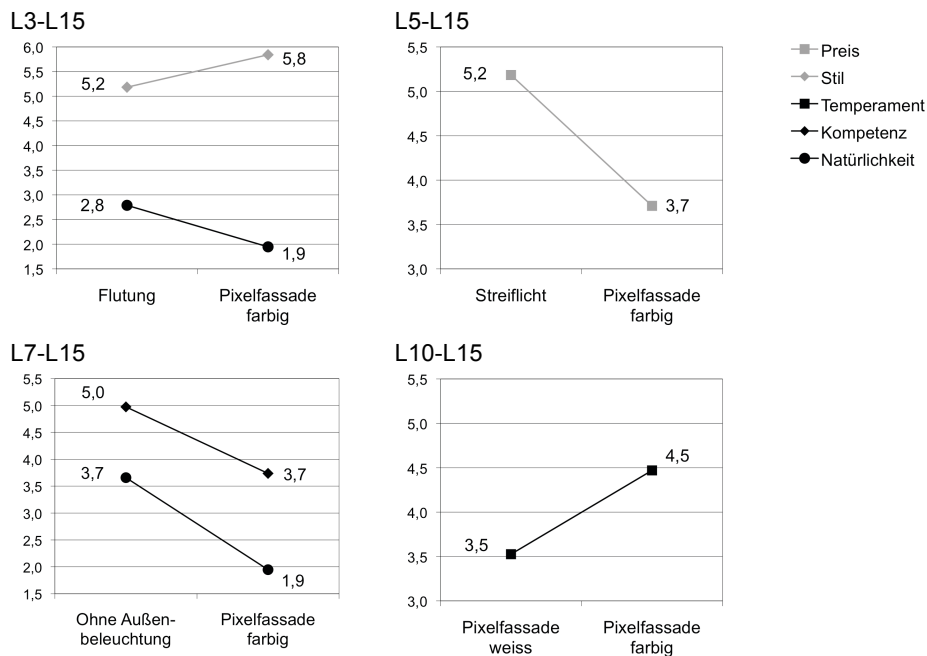 L3-L15
6,0
5,5
5,0
4,5
4,0
3,5
3,0
2,5
2,0
1,5
5,2
5,8
2,8
1,9
Flutung
Pixelfassade
farbig
L5-L15
5,5
5,0
4,5
4,0
3,5
3,0
5,2
3,7
Streiflicht
Pixelfassade
farbig
Preis
Stil
Temperament
Kompetenz
Natürlichkeit
L7-L15
5,5
5,0
4,5
4,0
3,5
3,0
2,5
2,0
1,5
5,0
3,7
3,7
1,9
Ohne Außen-
beleuchtung
Pixelfassade
farbig
L10-L15
5,5
5,0
4,5
4,0
3,5
3,0
3,5
4,5
Pixelfassade
weiss
Pixelfassade
farbig